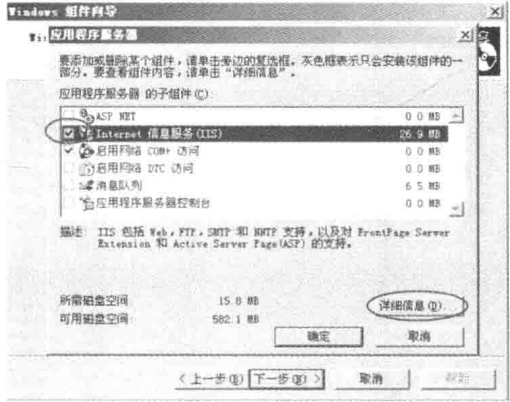 Windows 组件向导
应用程序服务器
要添加或删除某个组件，请单击旁边的复选框。灰色框表示只会安装该组件的一
部分。要查看组件内容，请单击“详细信息”。
应用程序服务器 的子组件(C):
ASP NET 0 0 MB
Internet 信息服务(IIS) 26.9 MB
启用网络 COM+ 访问 0 0 MB
启用网络 DTC 访问 0 0 MB
消息队列 6 5 MB
应用程序服务器控制台 0 0 MB
描述: IIS 包括 Web, FTP, SMTP 和 NNTP 支持, 以及对 FrontPage Server
Extension 和 Active Server Page(ASP) 的支持。
所需磁盘空间 15.8 MB
详细信息(D).
可用磁盘空间 582.1 MB
确定 取消
<上一步(B) 下一步(N) > 取消 帮助